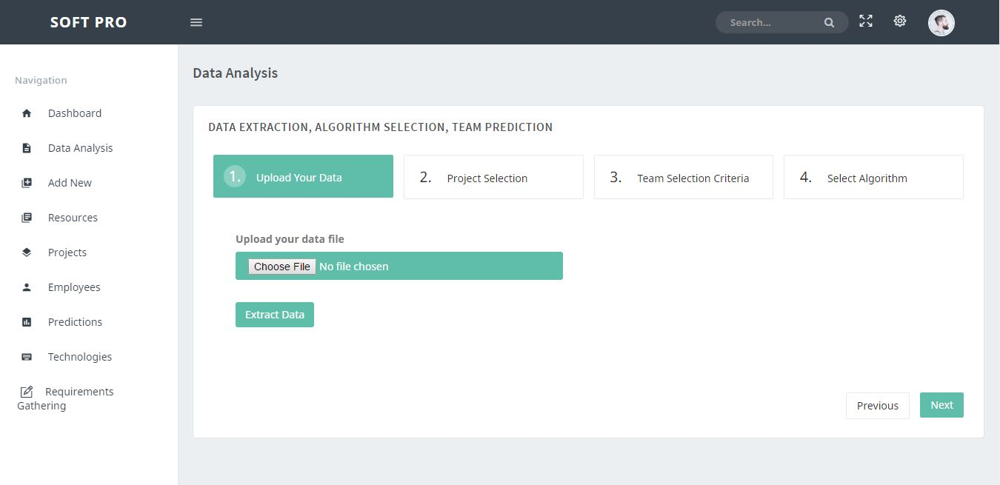 SOFT PRO
Search...
Navigation
Dashboard
Data Analysis
Add New
Resources
Projects
Employees
Predictions
Technologies
Requirements
Gathering
Data Analysis
DATA EXTRACTION, ALGORITHM SELECTION, TEAM PREDICTION
1. Upload Your Data
2. Project Selection
3. Team Selection Criteria
4. Select Algorithm
Upload your data file
Choose File No file chosen
Extract Data
Previous
Next